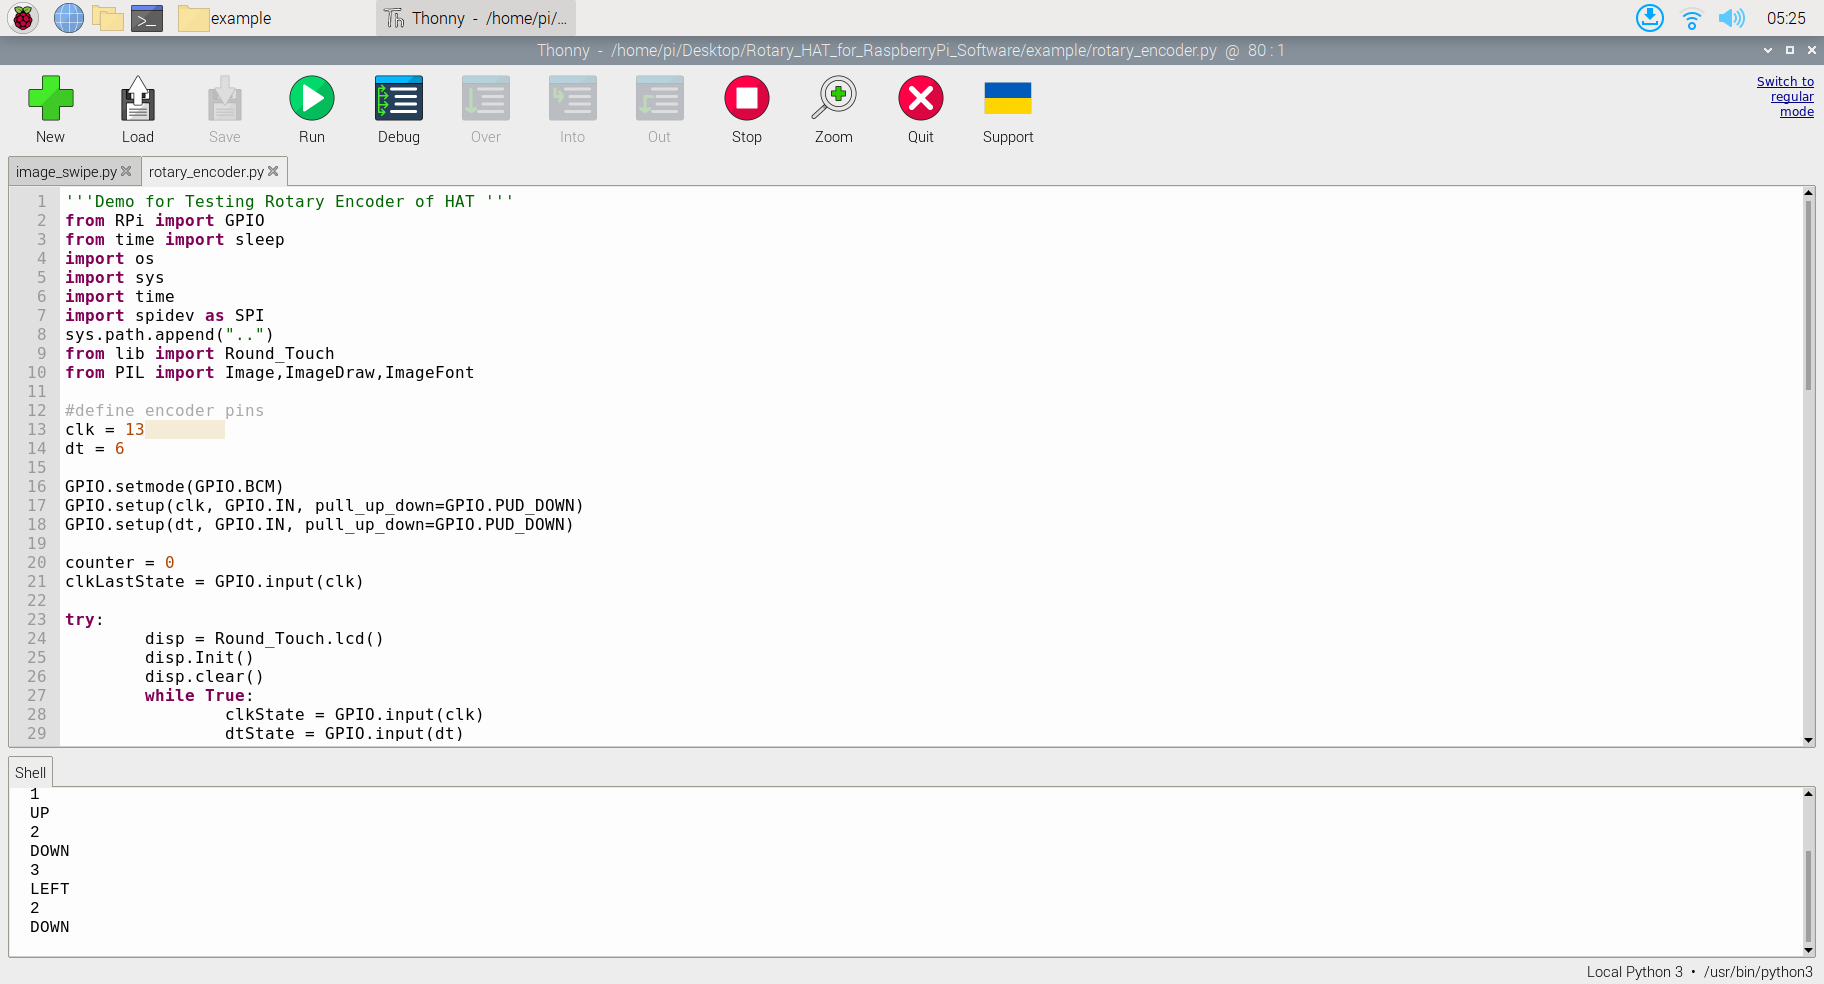 example
Thonny - /home/pi/...
05:25
Thonny - /home/pi/Desktop/Rotary_HAT_for_RaspberryPi_Software/example/rotary_encoder.py @ 80 : 1
New Load Save Run Debug Over Into Out Stop Zoom Quit Support
Switch to
regular
mode
image_swipe.py rotary_encoder.py
1 '''Demo for Testing Rotary Encoder of HAT '''
2 from RPi import GPIO
3 from time import sleep
4 import os
5 import sys
6 import time
7 import spidev as SPI
8 sys.path.append("..")
9 from lib import Round_Touch
10 from PIL import Image,ImageDraw,ImageFont
11
12 #define encoder pins
13 clk = 13
14 dt = 6
15
16 GPIO.setmode(GPIO.BCM)
17 GPIO.setup(clk, GPIO.IN, pull_up_down=GPIO.PUD_DOWN)
18 GPIO.setup(dt, GPIO.IN, pull_up_down=GPIO.PUD_DOWN)
19
20 counter = 0
21 clkLastState = GPIO.input(clk)
22
23 try:
24 disp = Round_Touch.lcd()
25 disp.Init()
26 disp.clear()
27 while True:
28 clkState = GPIO.input(clk)
29 dtState = GPIO.input(dt)
Shell
1
UP
2
DOWN
3
LEFT
2
DOWN
Local Python 3 • /usr/bin/python3